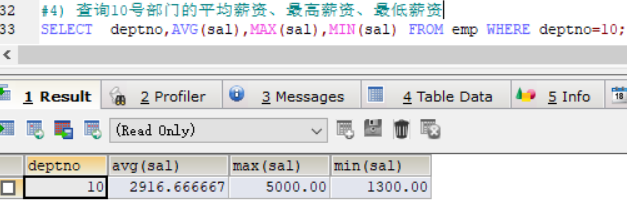 32 #4) 查询10号部门的平均薪资、最高薪资、最低薪资
33 SELECT deptno,AVG(sal),MAX(sal),MIN(sal) FROM emp WHERE deptno=10;
1 Result 2 Profiler 3 Messages 4 Table Data 5 Info 18
(Read Only)
deptno avg(sal) max(sal) min(sal)
10 2916.666667 5000.00 1300.00